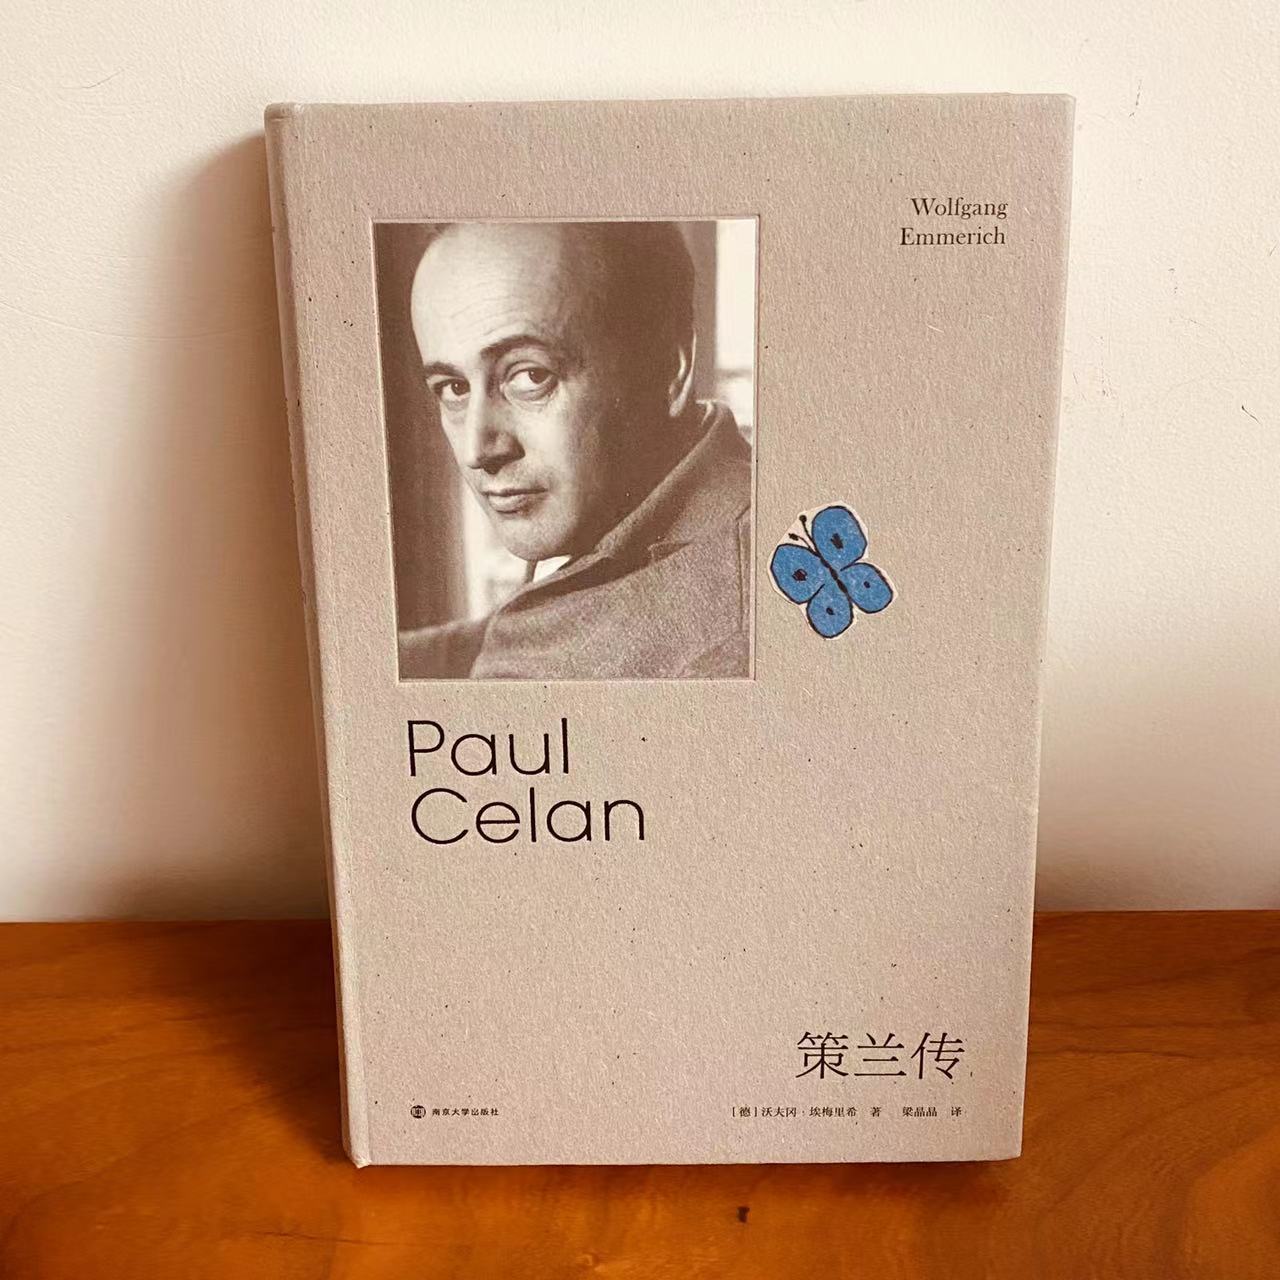 Wolfgang
Emmerich
Paul
Celan
策兰传
南京大学出版社
[德]沃夫冈·埃梅里希 著 梁晶晶 译